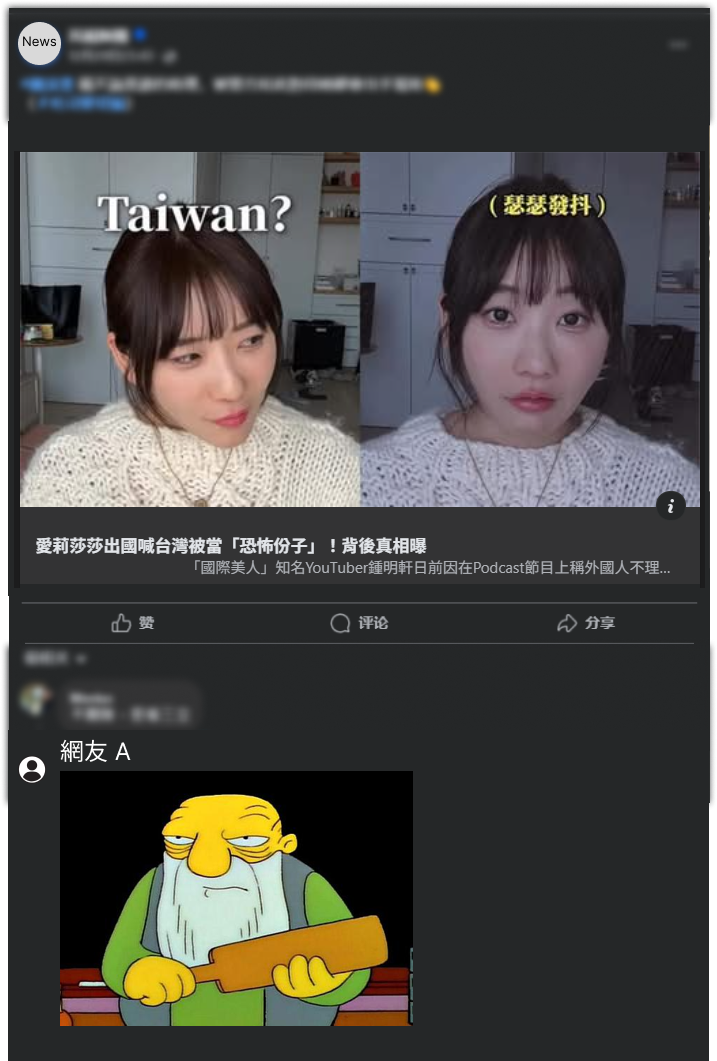 News
Taiwan?
（瑟瑟發抖）
愛莉莎莎出國喊台灣被當「恐怖份子」！背後真相曝
「國際美人」知名YouTuber鍾明軒日前因在Podcast節目上稱外國人不理...
赞
评论
分享
網友 A